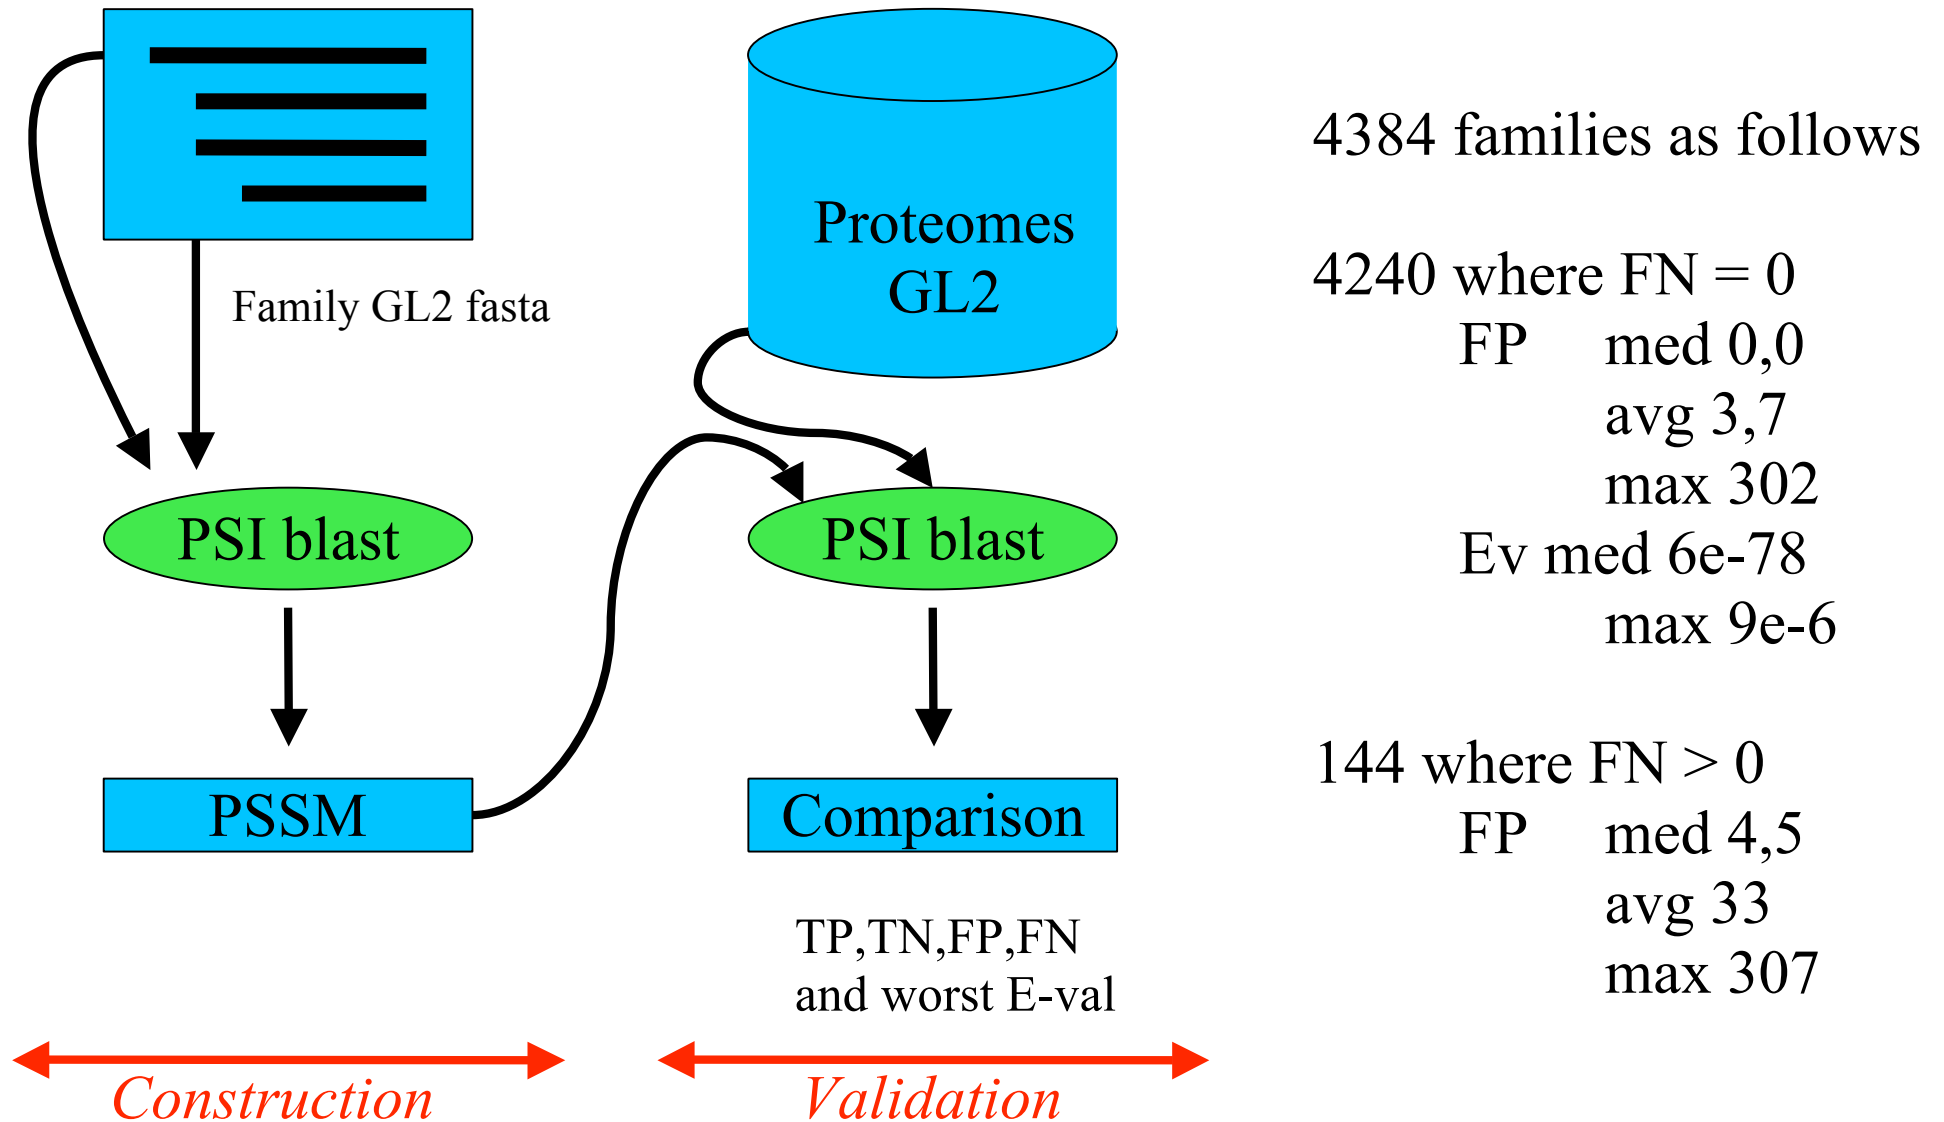 Family GL2 fasta
PSI blast
PSSM
Construction
Proteomes
GL2
PSI blast
Comparison
TP,TN,FP,FN
and worst E-val
Validation
4384 families as follows
4240 where FN = 0
FP med 0,0
avg 3,7
max 302
Ev med 6e-78
max 9e-6
144 where FN > 0
FP med 4,5
avg 33
max 307